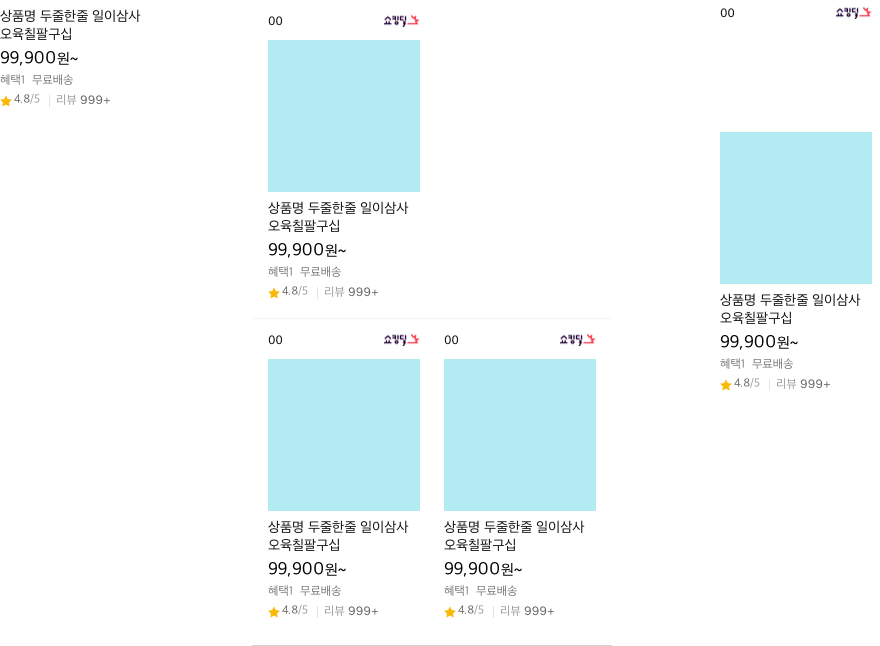 상품명 두줄한줄 일이삼사
오육칠팔구십
99,900원~
혜택1 무료배송
4.8/5 리뷰 999+
00 쇼킹딜
상품명 두줄한줄 일이삼사
오육칠팔구십
99,900원~
혜택1 무료배송
4.8/5 리뷰 999+
00 쇼킹딜
상품명 두줄한줄 일이삼사
오육칠팔구십
99,900원~
혜택1 무료배송
4.8/5 리뷰 999+
00 쇼킹딜
상품명 두줄한줄 일이삼사
오육칠팔구십
99,900원~
혜택1 무료배송
4.8/5 리뷰 999+
00 쇼킹딜
상품명 두줄한줄 일이삼사
오육칠팔구십
99,900원~
혜택1 무료배송
4.8/5 리뷰 999+